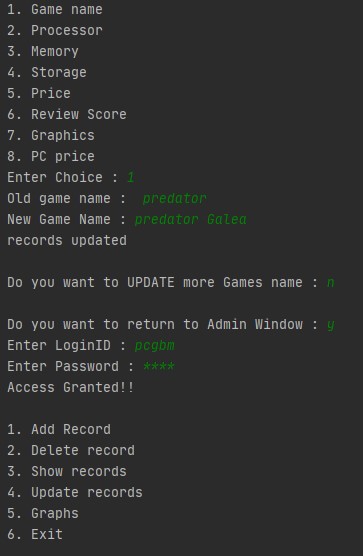 1. Game name
2. Processor
3. Memory
4. Storage
5. Price
6. Review Score
7. Graphics
8. PC price
Enter Choice : 1
Old game name :  predator
New Game Name : predator Galea
records updated
Do you want to UPDATE more Games name : n
Do you want to return to Admin Window : y
Enter LoginID : pcgbm
Enter Password : ****
Access Granted!!
1. Add Record
2. Delete record
3. Show records
4. Update records
5. Graphs
6. Exit